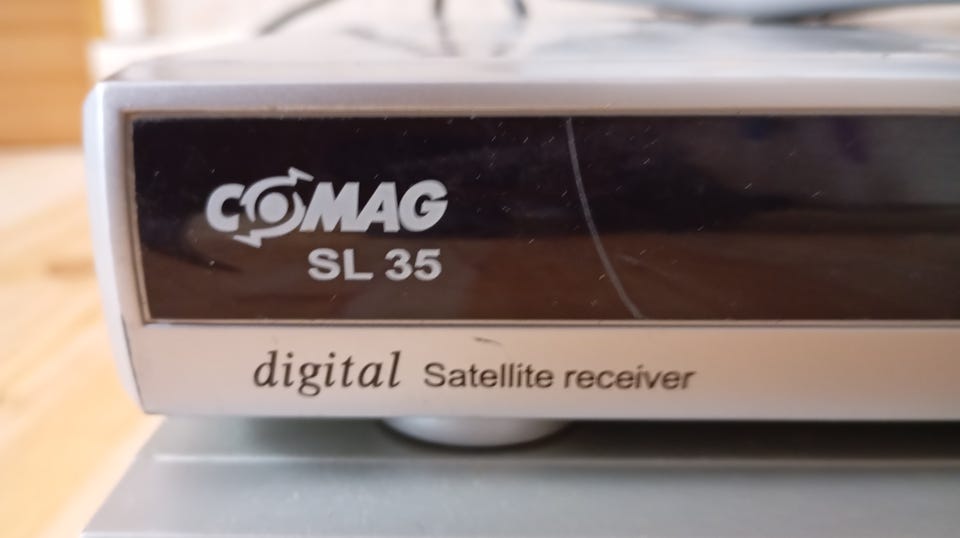 COMAG
SL 35
digital Satellite receiver